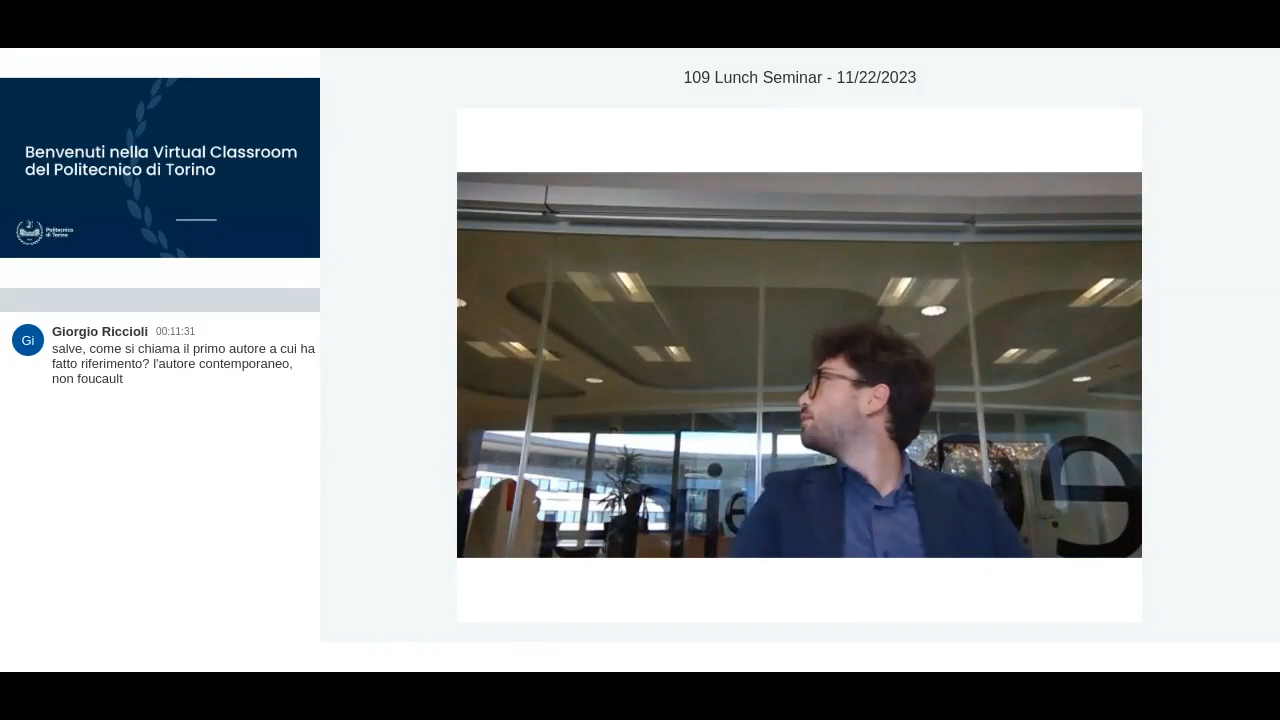 109 Lunch Seminar - 11/22/2023
Benvenuti nella Virtual Classroom
del Politecnico di Torino
Politecnico
di Torino
Gi
Giorgio Riccioli 00:11:31
salve, come si chiama il primo autore a cui ha
fatto riferimento? l'autore contemporaneo,
non foucault